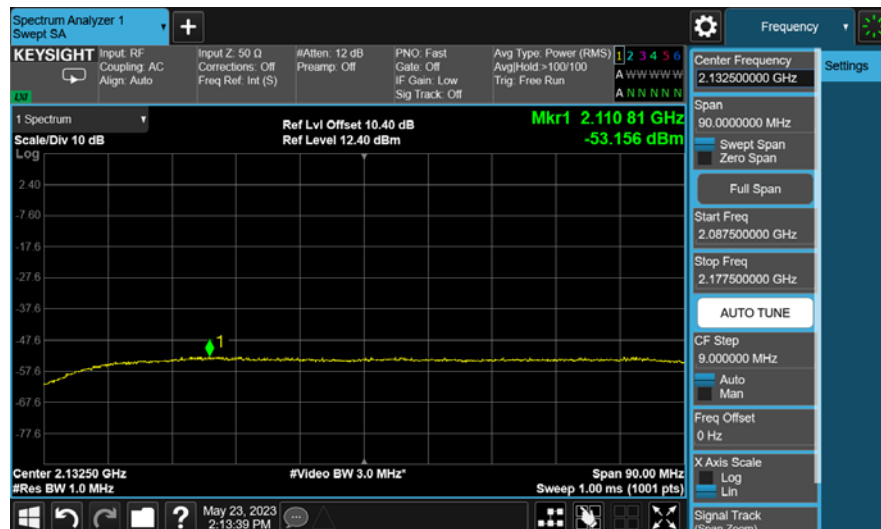 Spectrum Analyzer 1
Swept SA
+
Frequency
KEYSIGHT
Input: RF
Coupling: AC
Align: Auto
Input Z: 50 Ω
Corrections: Off
Freq Ref: Int (S)
#Atten: 12 dB
Preamp: Off
PNO: Fast
Gate: Off
IF Gain: Low
Sig Track: Off
Avg Type: Power (RMS)
Avg|Hold:>100/100
Trig: Free Run
1 2 3 4 5 6
A W W W W W
A N N N N N
LXI
1 Spectrum
Scale/Div 10 dB
Log
Ref Lvl Offset 10.40 dB
Ref Level 12.40 dBm
Mkr1 2.110 81 GHz
-53.156 dBm
2.40
-7.60
-17.6
-27.6
-37.6
-47.6
-57.6
-67.6
-77.6
1
Center 2.13250 GHz
#Res BW 1.0 MHz
#Video BW 3.0 MHz*
Span 90.00 MHz
Sweep 1.00 ms (1001 pts)
Center Frequency
2.132500000 GHz
Settings
Span
90.0000000 MHz
Swept Span
Zero Span
Full Span
Start Freq
2.087500000 GHz
Stop Freq
2.177500000 GHz
AUTO TUNE
CF Step
9.000000 MHz
Auto
Man
Freq Offset
0 Hz
X Axis Scale
Log
Lin
Signal Track
(Span Zoom)
?
May 23, 2023
2:13:39 PM